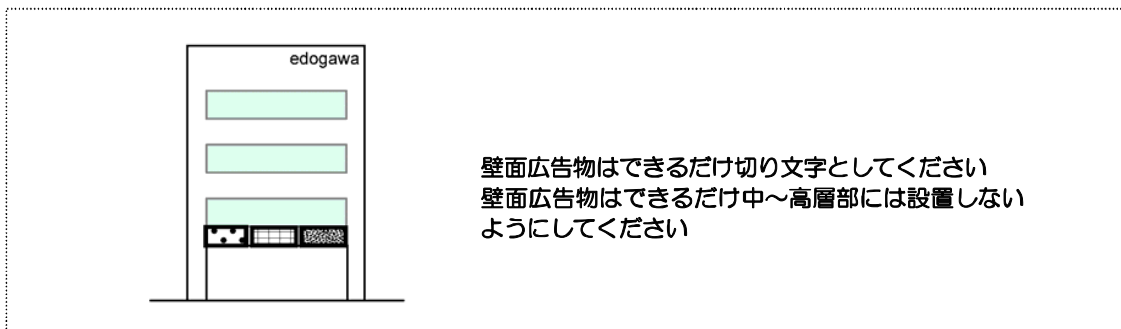 edogawa
壁面広告物はできるだけ切り文字としてください
壁面広告物はできるだけ中～高層部には設置しない
ようにしてください